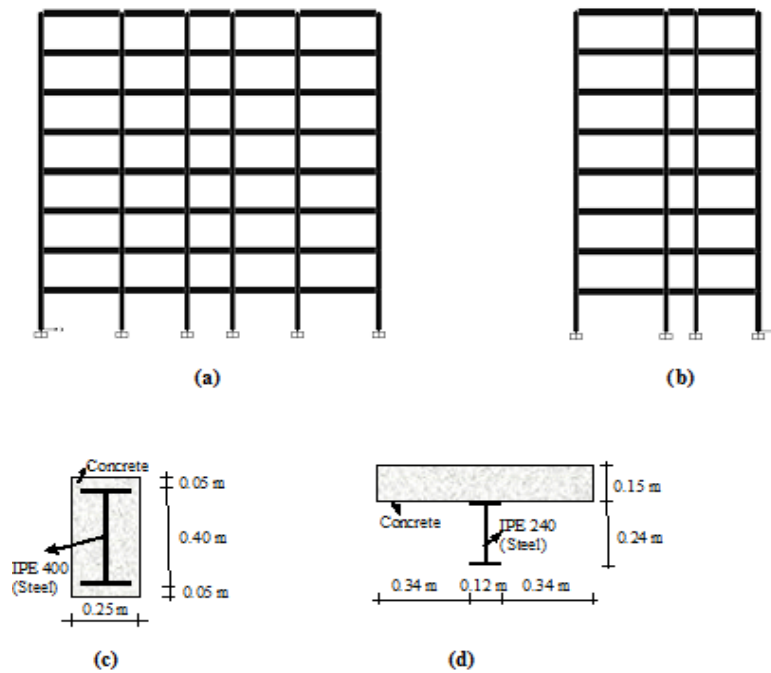 (a)
(b)
Concrete
0.05 m
0.40 m
IPE 400
(Steel)
0.05 m
0.25 m
(c)
0.15 m
Concrete
IPE 240
(Steel)
0.24 m
0.34 m 0.12 m 0.34 m
(d)